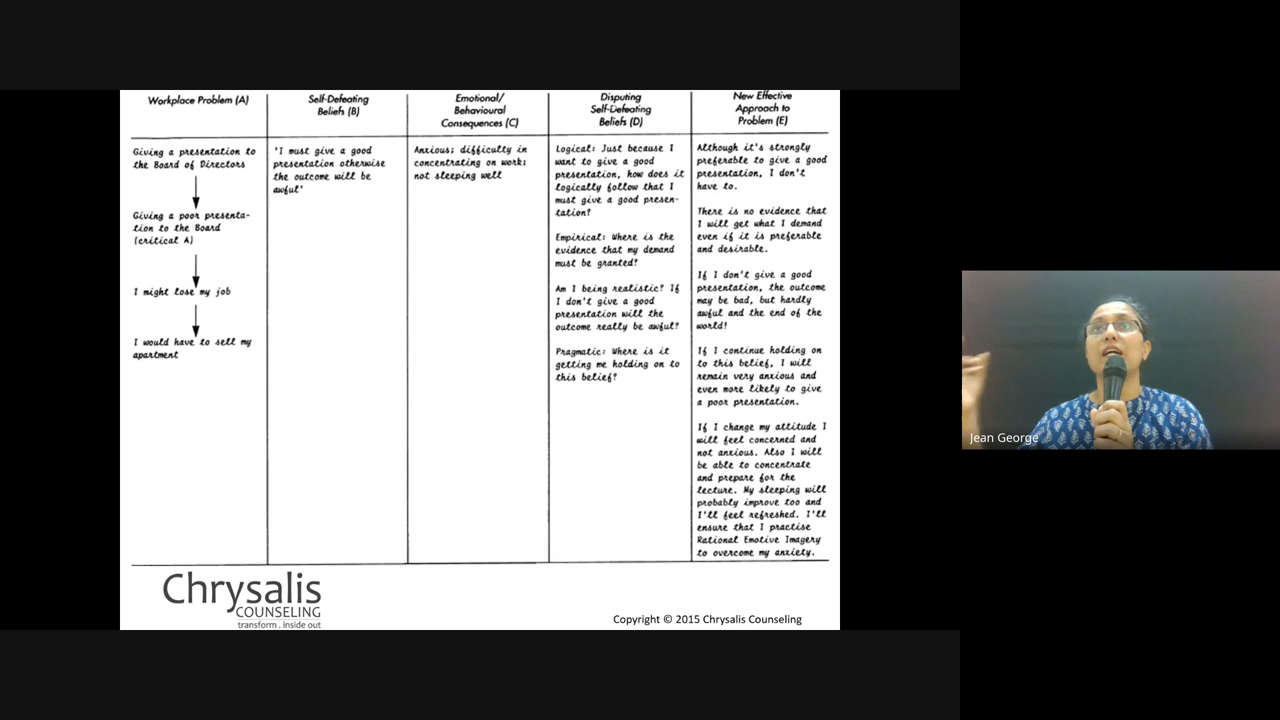 Workplace Problem (A)
Self-Defeating
Beliefs (B)
Emotional/
Behavioural
Consequences (C)
Disputing
Self-Defeating
Beliefs (D)
New Effective
Approach to
Problem (E)
Giving a presentation to
the Board of Directors
Giving a poor presenta-
tion to the Board
(critical A)
I might lose my job
I would have to sell my
apartment
'I must give a good
presentation otherwise
the outcome will be
awful'
Anxious; difficulty in
concentrating on work;
not sleeping well
Logical: Just because I
want to give a good
presentation, how does it
logically follow that I
must give a good presen-
tation?
Empirical: Where is the
evidence that my demand
must be granted?
Am I being realistic? If
I don't give a good
presentation will the
outcome really be awful?
Pragmatic: Where is it
getting me holding on to
this belief?
Although it's strongly
preferable to give a good
presentation, I don't
have to.
There is no evidence that
I will get what I demand
even if it is preferable
and desirable.
If I don't give a good
presentation, the outcome
may be bad, but hardly
awful and the end of the
world!
If I continue holding on
to this belief, I will
remain very anxious and
even more likely to give
a poor presentation.
If I change my attitude I
will feel concerned and
not anxious. Also I will
be able to concentrate
and prepare for the
lecture. My sleeping will
probably improve too and
I'll feel refreshed. I'll
ensure that I practise
Rational Emotive Imagery
to overcome my anxiety.
Chrysalis
COUNSELING
transform . inside out
Copyright © 2015 Chrysalis Counseling
Jean George